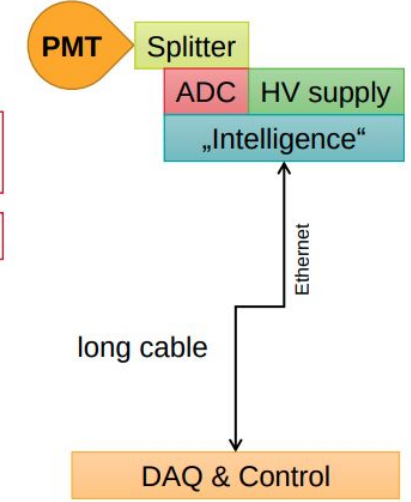 PMT
Splitter
ADC
HV supply
„Intelligence“
Ethernet
long cable
DAQ & Control